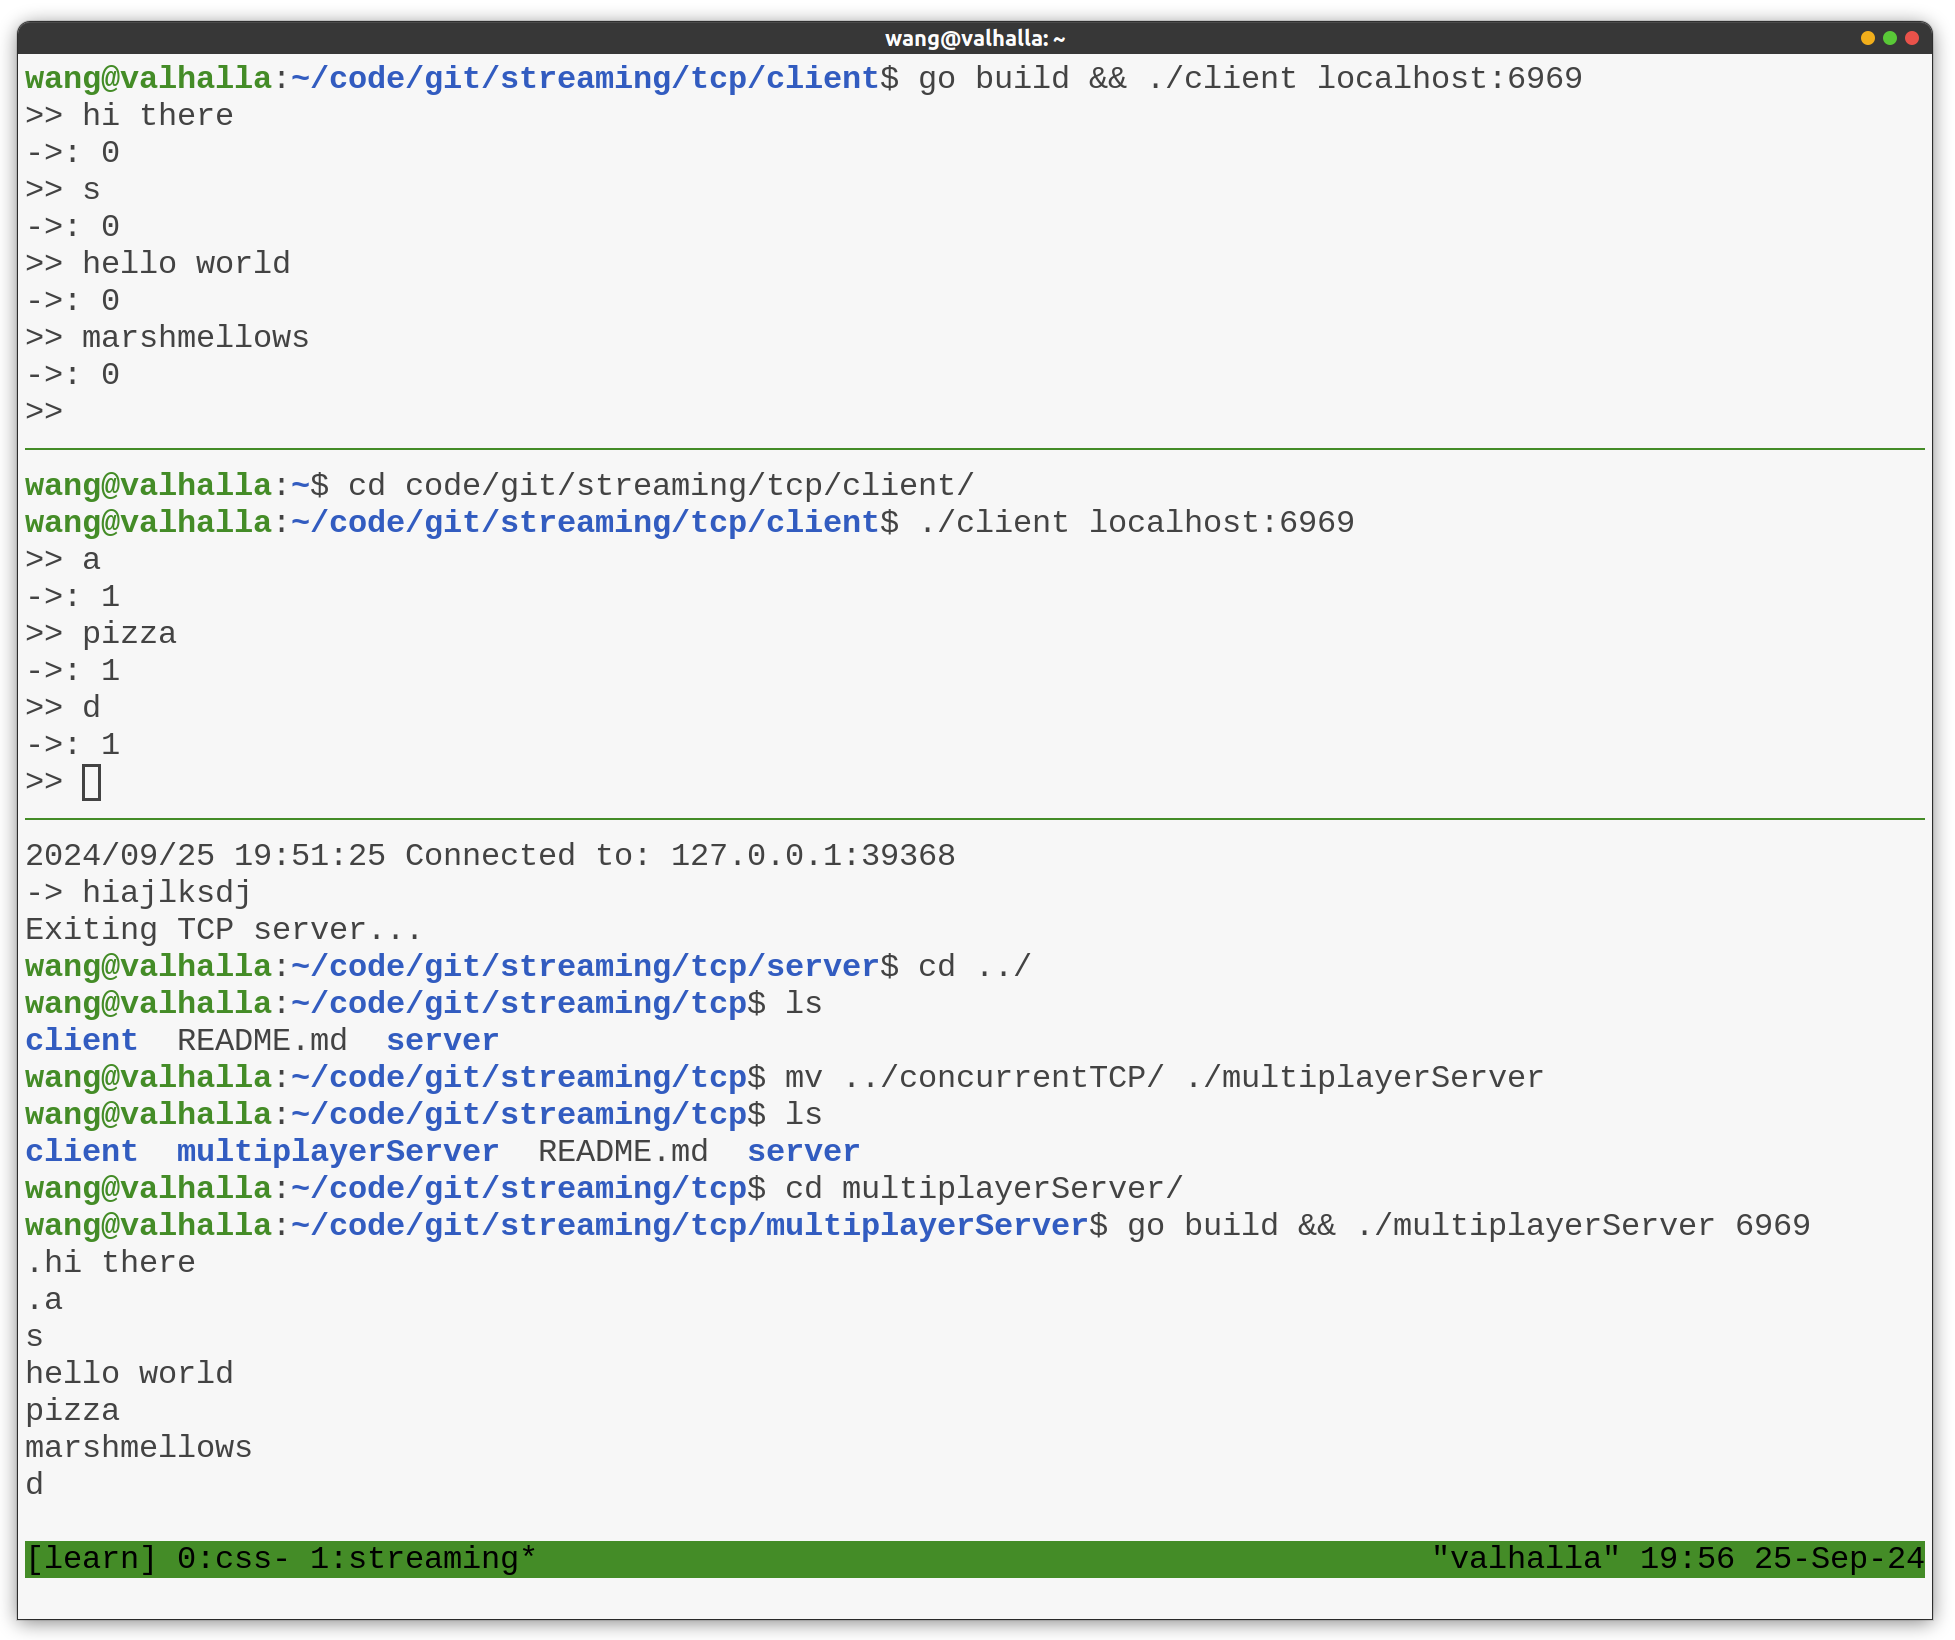 wang@valhalla: ~
wang@valhalla:~/code/git/streaming/tcp/client$ go build && ./client localhost:6969
>> hi there
->: 0
>> s
->: 0
>> hello world
->: 0
>> marshmellows
->: 0
>>
wang@valhalla:~$ cd code/git/streaming/tcp/client/
wang@valhalla:~/code/git/streaming/tcp/client$ ./client localhost:6969
>> a
->: 1
>> pizza
->: 1
>> d
->: 1
>>
2024/09/25 19:51:25 Connected to: 127.0.0.1:39368
-> hiajlksdj
Exiting TCP server...
wang@valhalla:~/code/git/streaming/tcp/server$ cd ../
wang@valhalla:~/code/git/streaming/tcp$ ls
client  README.md  server
wang@valhalla:~/code/git/streaming/tcp$ mv ../concurrentTCP/ ./multiplayerServer
wang@valhalla:~/code/git/streaming/tcp$ ls
client  multiplayerServer  README.md  server
wang@valhalla:~/code/git/streaming/tcp$ cd multiplayerServer/
wang@valhalla:~/code/git/streaming/tcp/multiplayerServer$ go build && ./multiplayerServer 6969
.hi there
.a
s
hello world
pizza
marshmellows
d
[learn] 0:css- 1:streaming* "valhalla" 19:56 25-Sep-24